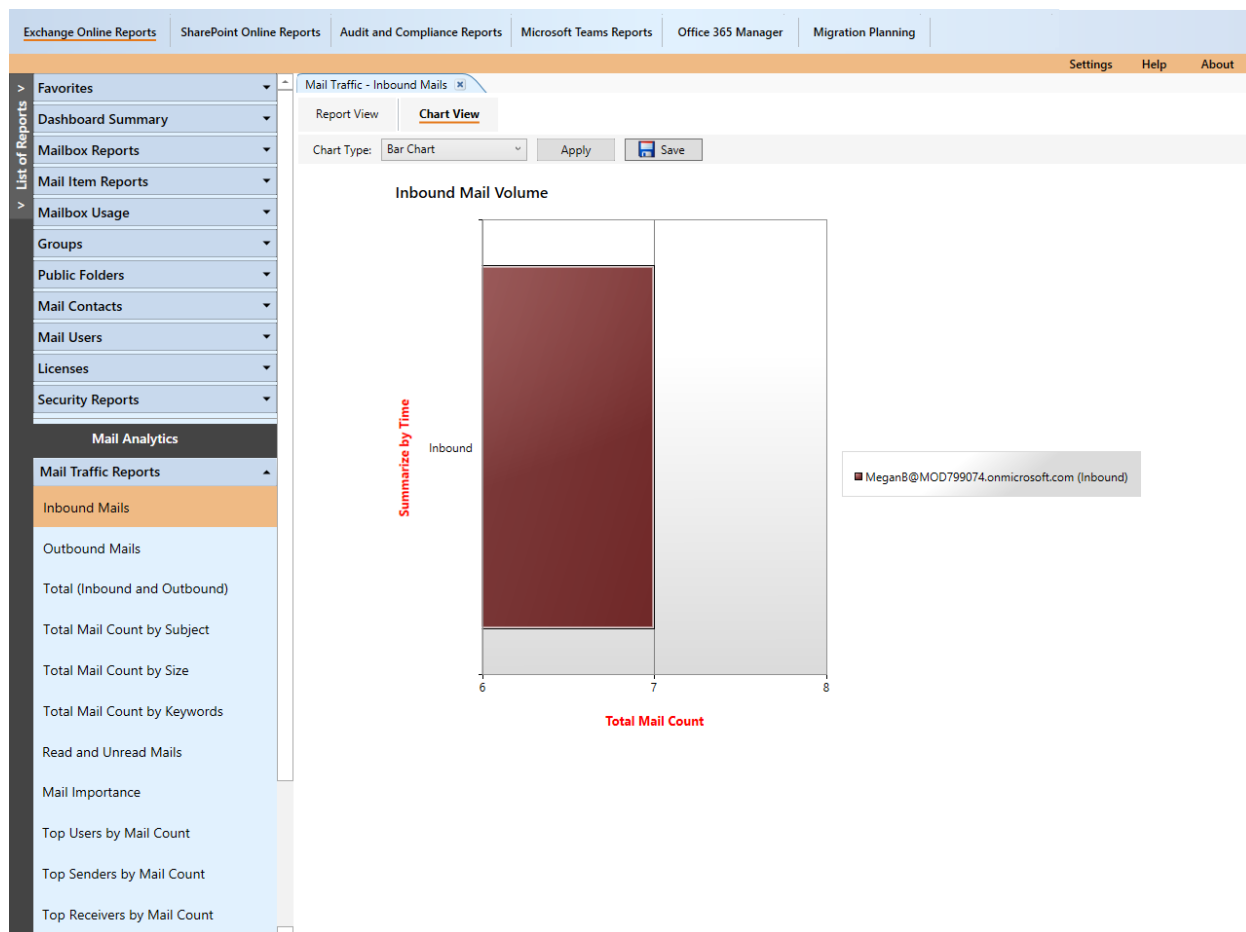 Exchange Online Reports SharePoint Online Reports Audit and Compliance Reports Microsoft Teams Reports Office 365 Manager Migration Planning
Settings Help About
> List of Reports >
Favorites
Dashboard Summary
Mailbox Reports
Mail Item Reports
Mailbox Usage
Groups
Public Folders
Mail Contacts
Mail Users
Licenses
Security Reports
Mail Analytics
Mail Traffic Reports
Inbound Mails
Outbound Mails
Total (Inbound and Outbound)
Total Mail Count by Subject
Total Mail Count by Size
Total Mail Count by Keywords
Read and Unread Mails
Mail Importance
Top Users by Mail Count
Top Senders by Mail Count
Top Receivers by Mail Count
Mail Traffic - Inbound Mails
Report View Chart View
Chart Type: Bar Chart Apply Save
Inbound Mail Volume
Summarize by Time
Inbound
6 7 8
Total Mail Count
MeganB@MOD799074.onmicrosoft.com (Inbound)